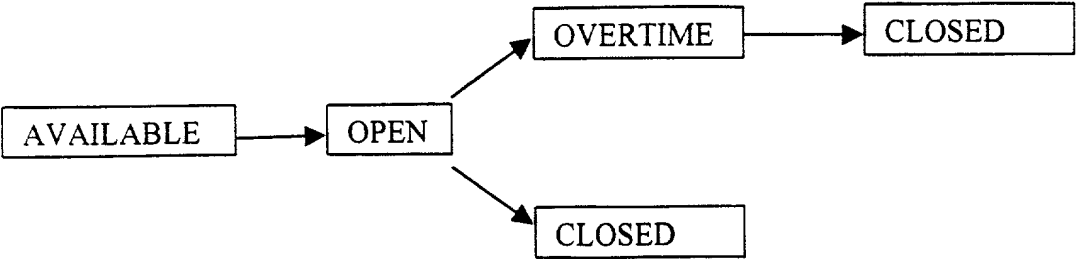 AVAILABLE
OPEN
OVERTIME
CLOSED
CLOSED